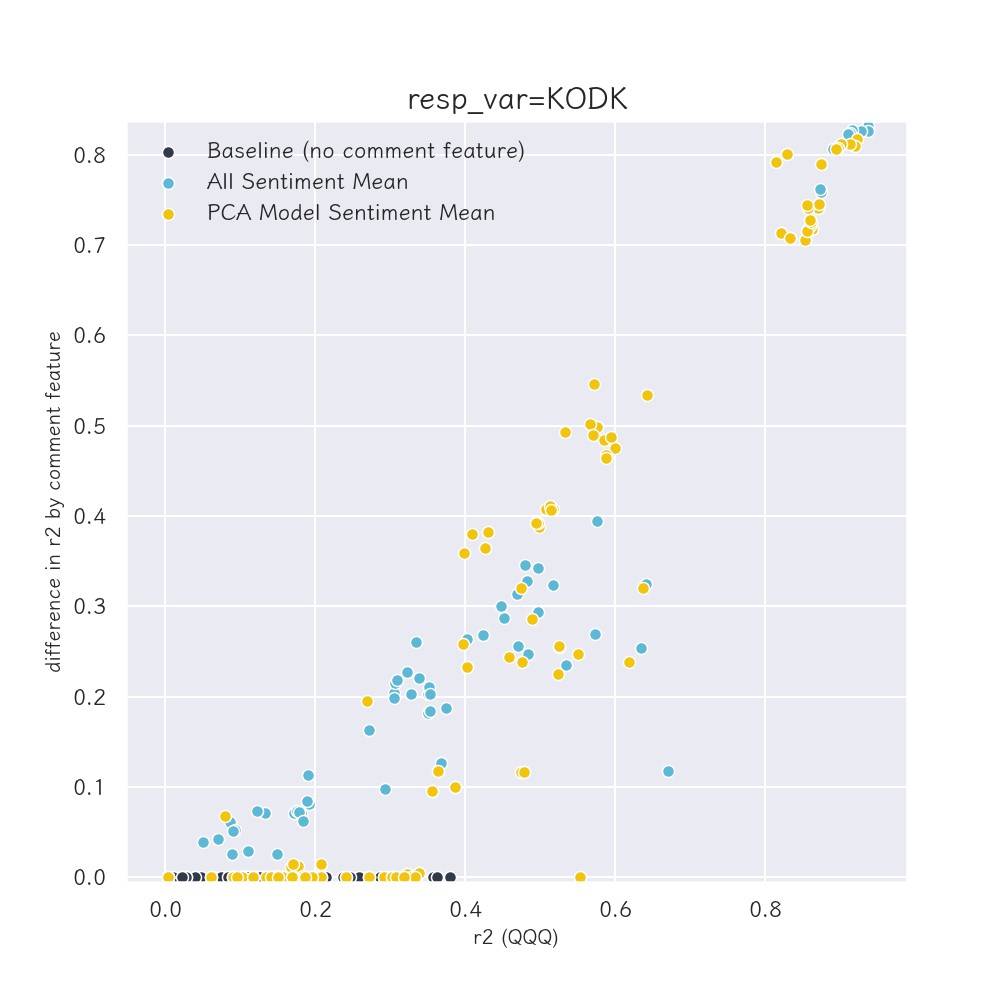 resp_var=KODK
Baseline (no comment feature)
All Sentiment Mean
PCA Model Sentiment Mean
difference in r2 by comment feature
0.8
0.7
0.6
0.5
0.4
0.3
0.2
0.1
0.0
0.0 0.2 0.4 0.6 0.8
r2 (QQQ)